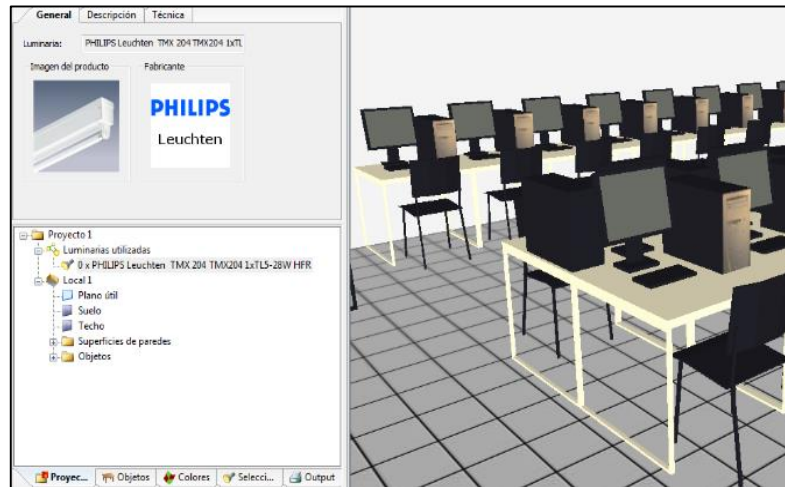 General Descripción Técnica
Luminaria: PHILIPS Leuchten TMX 204 TMX204 1xTL
Imagen del producto Fabricante
PHILIPS
Leuchten
Proyecto 1
Luminarias utilizadas
0 x PHILIPS Leuchten TMX 204 TMX204 1xTL5-28W HFR
Local 1
Plano útil
Suelo
Techo
Superficies de paredes
Objetos
Proyec... Objetos Colores Selecci... Output